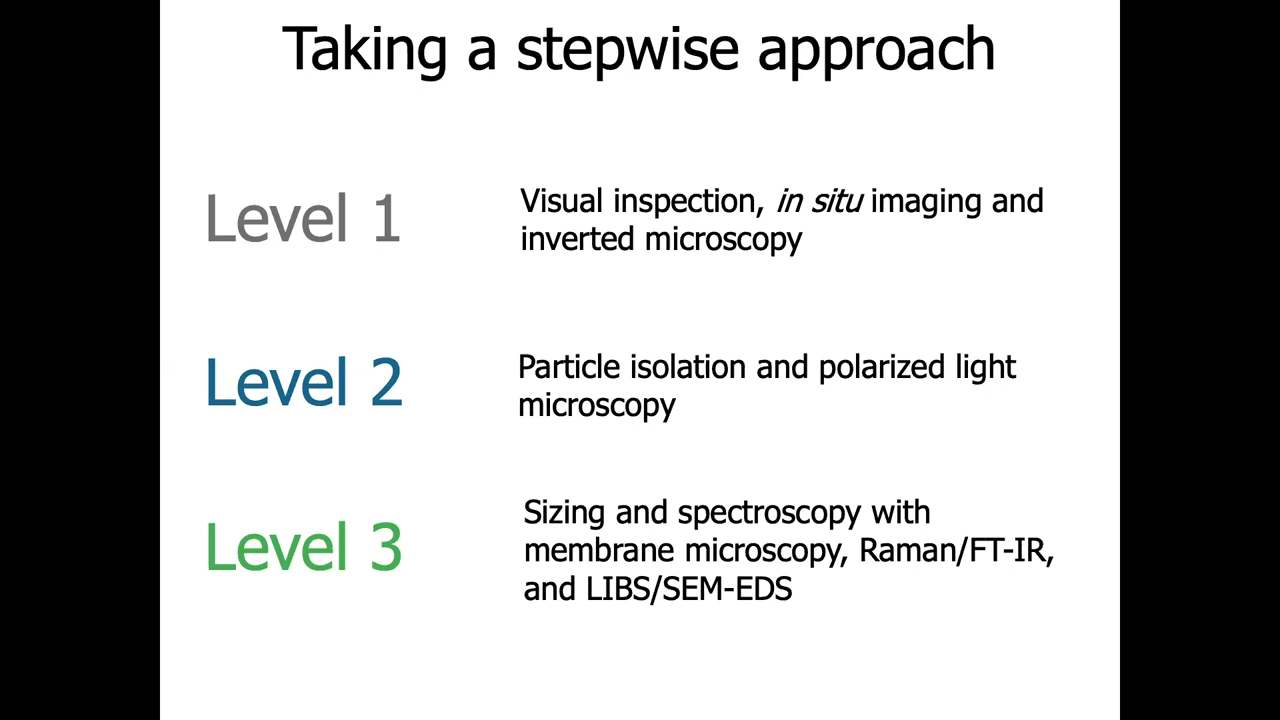 Taking a stepwise approach
Level 1
Visual inspection, in situ imaging and
inverted microscopy
Level 2
Particle isolation and polarized light
microscopy
Level 3
Sizing and spectroscopy with
membrane microscopy, Raman/FT-IR,
and LIBS/SEM-EDS